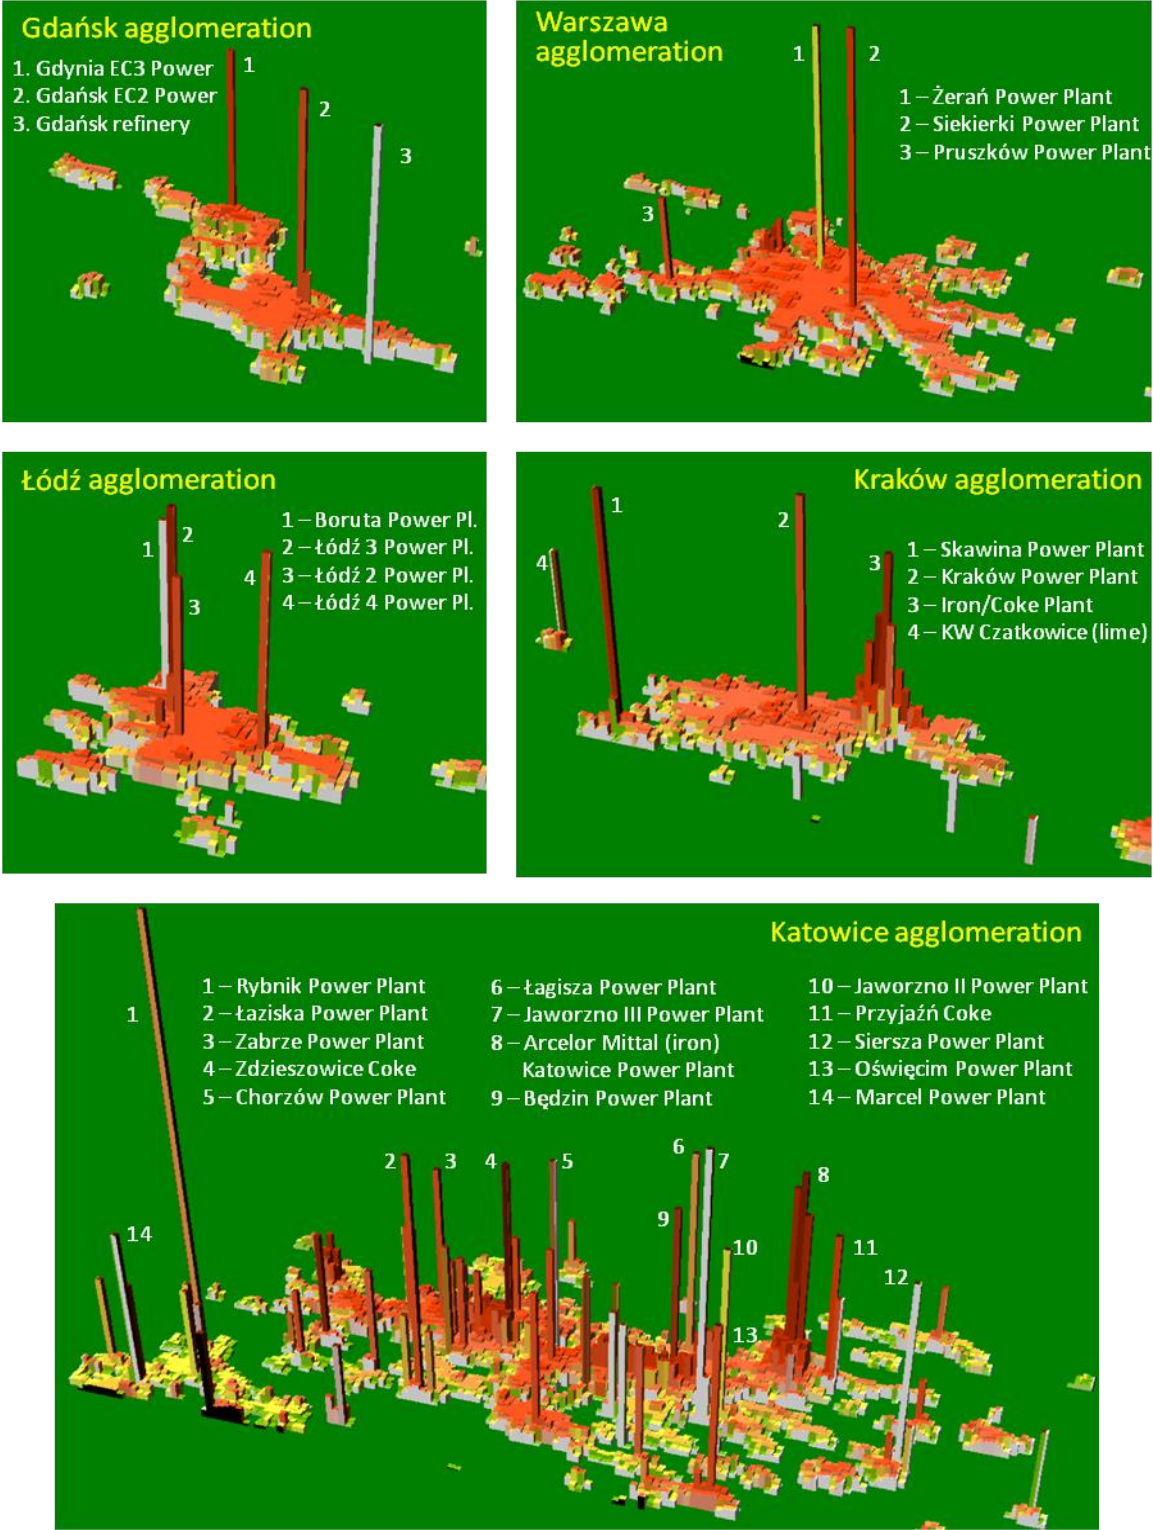 Gdańsk agglomeration
1. Gdynia EC3 Power
2. Gdańsk EC2 Power
3. Gdańsk refinery
1
2
3
Warszawa
agglomeration
1
2
1 – Żerań Power Plant
2 – Siekierki Power Plant
3 – Pruszków Power Plant
3
Łódź agglomeration
1 – Boruta Power Pl.
2 – Łódź 3 Power Pl.
3 – Łódź 2 Power Pl.
4 – Łódź 4 Power Pl.
1
2
3
4
Kraków agglomeration
1
2
3
4
1 – Skawina Power Plant
2 – Kraków Power Plant
3 – Iron/Coke Plant
4 – KW Czatkowice (lime)
Katowice agglomeration
1 – Rybnik Power Plant
2 – Łaziska Power Plant
3 – Zabrze Power Plant
4 – Zdzieszowice Coke
5 – Chorzów Power Plant
6 – Łagisza Power Plant
7 – Jaworzno III Power Plant
8 – Arcelor Mittal (iron)
Katowice Power Plant
9 – Będzin Power Plant
10 – Jaworzno II Power Plant
11 – Przyjaźń Coke
12 – Siersza Power Plant
13 – Oświęcim Power Plant
14 – Marcel Power Plant
1
2
3
4
5
6
7
8
9
10
11
12
13
14